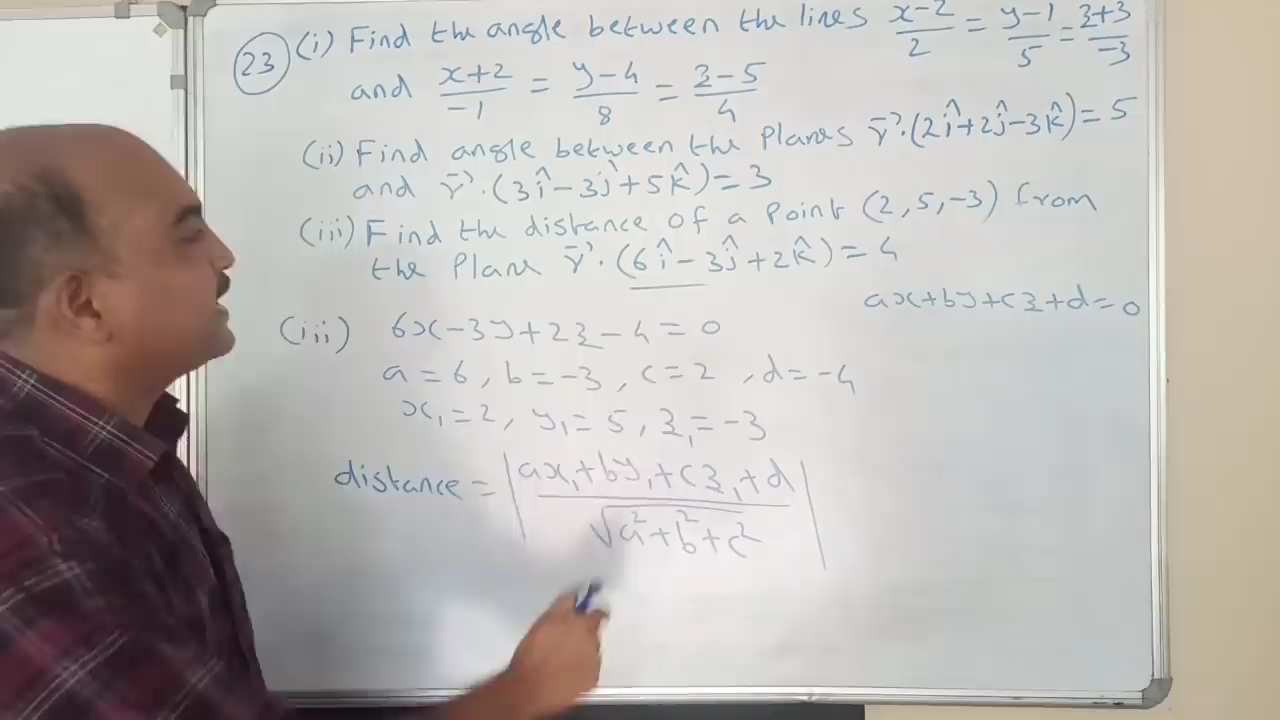 23 (i) Find the angle between the lines (x-2)/2 = (y-1)/5 = (z+3)/-3
and (x+2)/-1 = (y-4)/8 = (z-5)/4
(ii) Find angle between the Planes r⃗.(2î+2ĵ-3k̂)=5
and r⃗.(3î-3ĵ+5k̂)=3
(iii) Find the distance of a Point (2,5,-3) from
the Plane r⃗.(6î-3ĵ+2k̂)=4
ax+by+cz+d=0
(iii) 6x-3y+2z-4=0
a=6, b=-3, c=2, d=-4
x₁=2, y₁=5, z₁=-3
distance = |(ax₁+by₁+cz₁+d)/√(a²+b²+c²)|